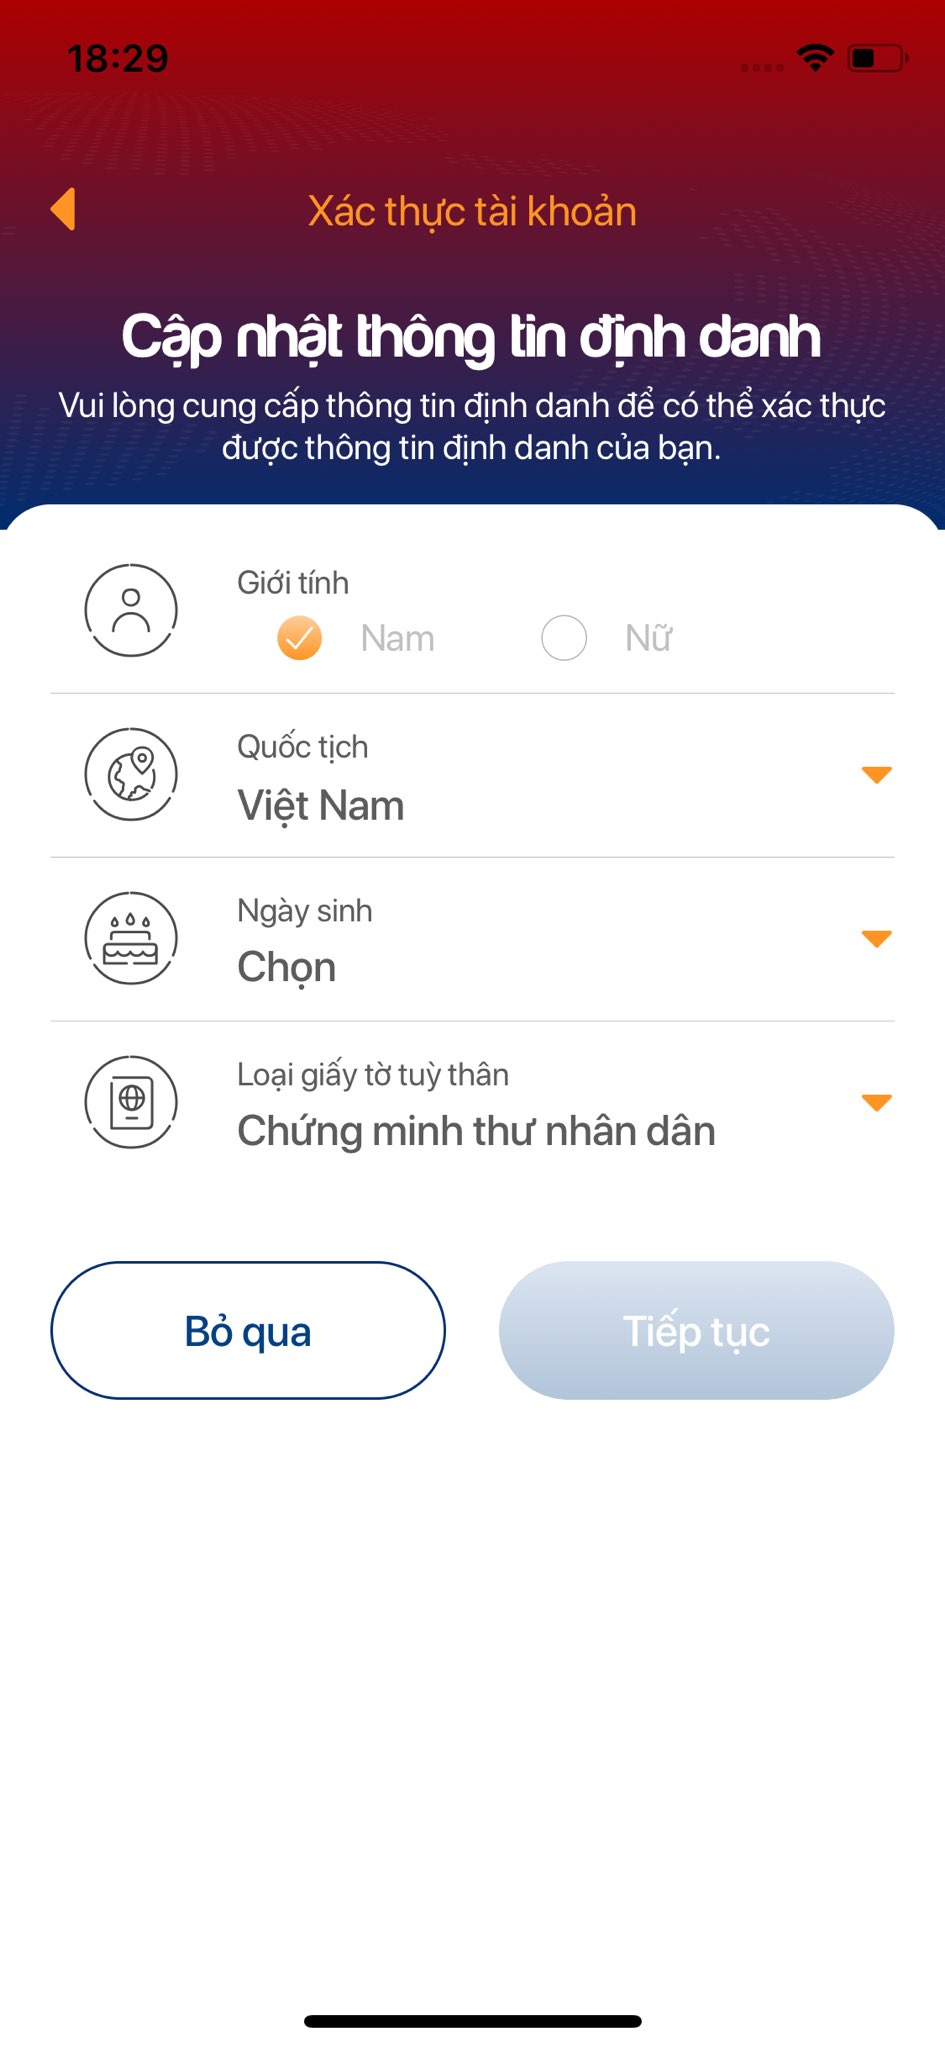 18:29
Xác thực tài khoản
Cập nhật thông tin định danh
Vui lòng cung cấp thông tin định danh để có thể xác thực
được thông tin định danh của bạn.
Giới tính
Nam Nữ
Quốc tịch
Việt Nam
Ngày sinh
Chọn
Loại giấy tờ tuỳ thân
Chứng minh thư nhân dân
Bỏ qua Tiếp tục